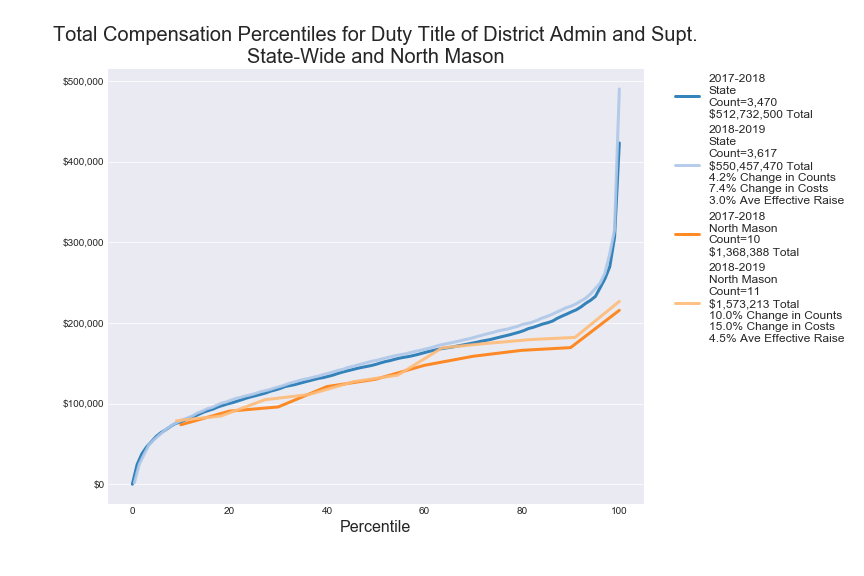 Total Compensation Percentiles for Duty Title of District Admin and Supt.
State-Wide and North Mason
$500,000
$400,000
$300,000
$200,000
$100,000
$0
0
20
40
60
80
100
Percentile
2017-2018
State
Count=3,470
$512,732,500 Total
2018-2019
State
Count=3,617
$550,457,470 Total
4.2% Change in Counts
7.4% Change in Costs
3.0% Ave Effective Raise
2017-2018
North Mason
Count=10
$1,368,388 Total
2018-2019
North Mason
Count=11
$1,573,213 Total
10.0% Change in Counts
15.0% Change in Costs
4.5% Ave Effective Raise